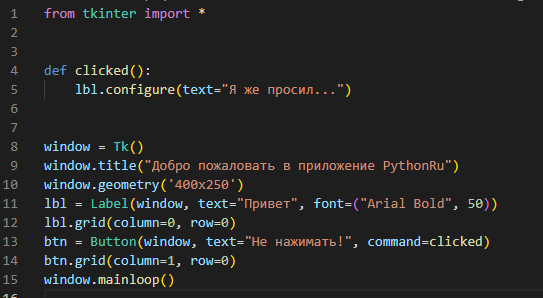 1 from tkinter import *
2
3
4 def clicked():
5     lbl.configure(text="Я же просил...")
6
7
8 window = Tk()
9 window.title("Добро пожаловать в приложение PythonRu")
10 window.geometry('400x250')
11 lbl = Label(window, text="Привет", font=("Arial Bold", 50))
12 lbl.grid(column=0, row=0)
13 btn = Button(window, text="Не нажимать!", command=clicked)
14 btn.grid(column=1, row=0)
15 window.mainloop()
16